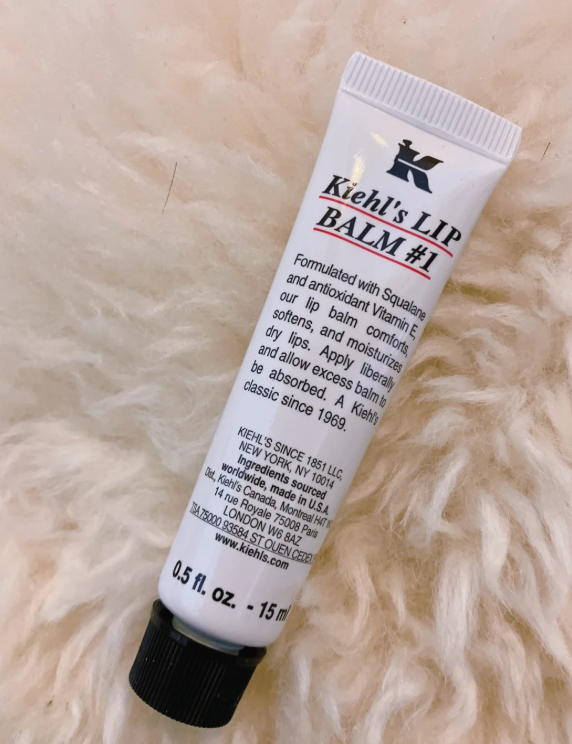 K
Kiehl's LIP
BALM #1
Formulated with Squalane
and antioxidant Vitamin E,
our lip balm comforts,
softens, and moisturizes
dry lips. Apply liberally
and allow excess balm to
be absorbed. A Kiehl's
classic since 1969.
KIEHL'S SINCE 1851 LLC,
NEW YORK, NY 10014
Ingredients sourced
worldwide, made in U.S.A.
Dist. Kiehl's Canada, Montreal
14 rue Royale 75008 Paris
LONDON W6 8AZ
TSA 75000 93584 ST OUEN CEDEX
www.kiehls.com
0.5 fl. oz. - 15 ml